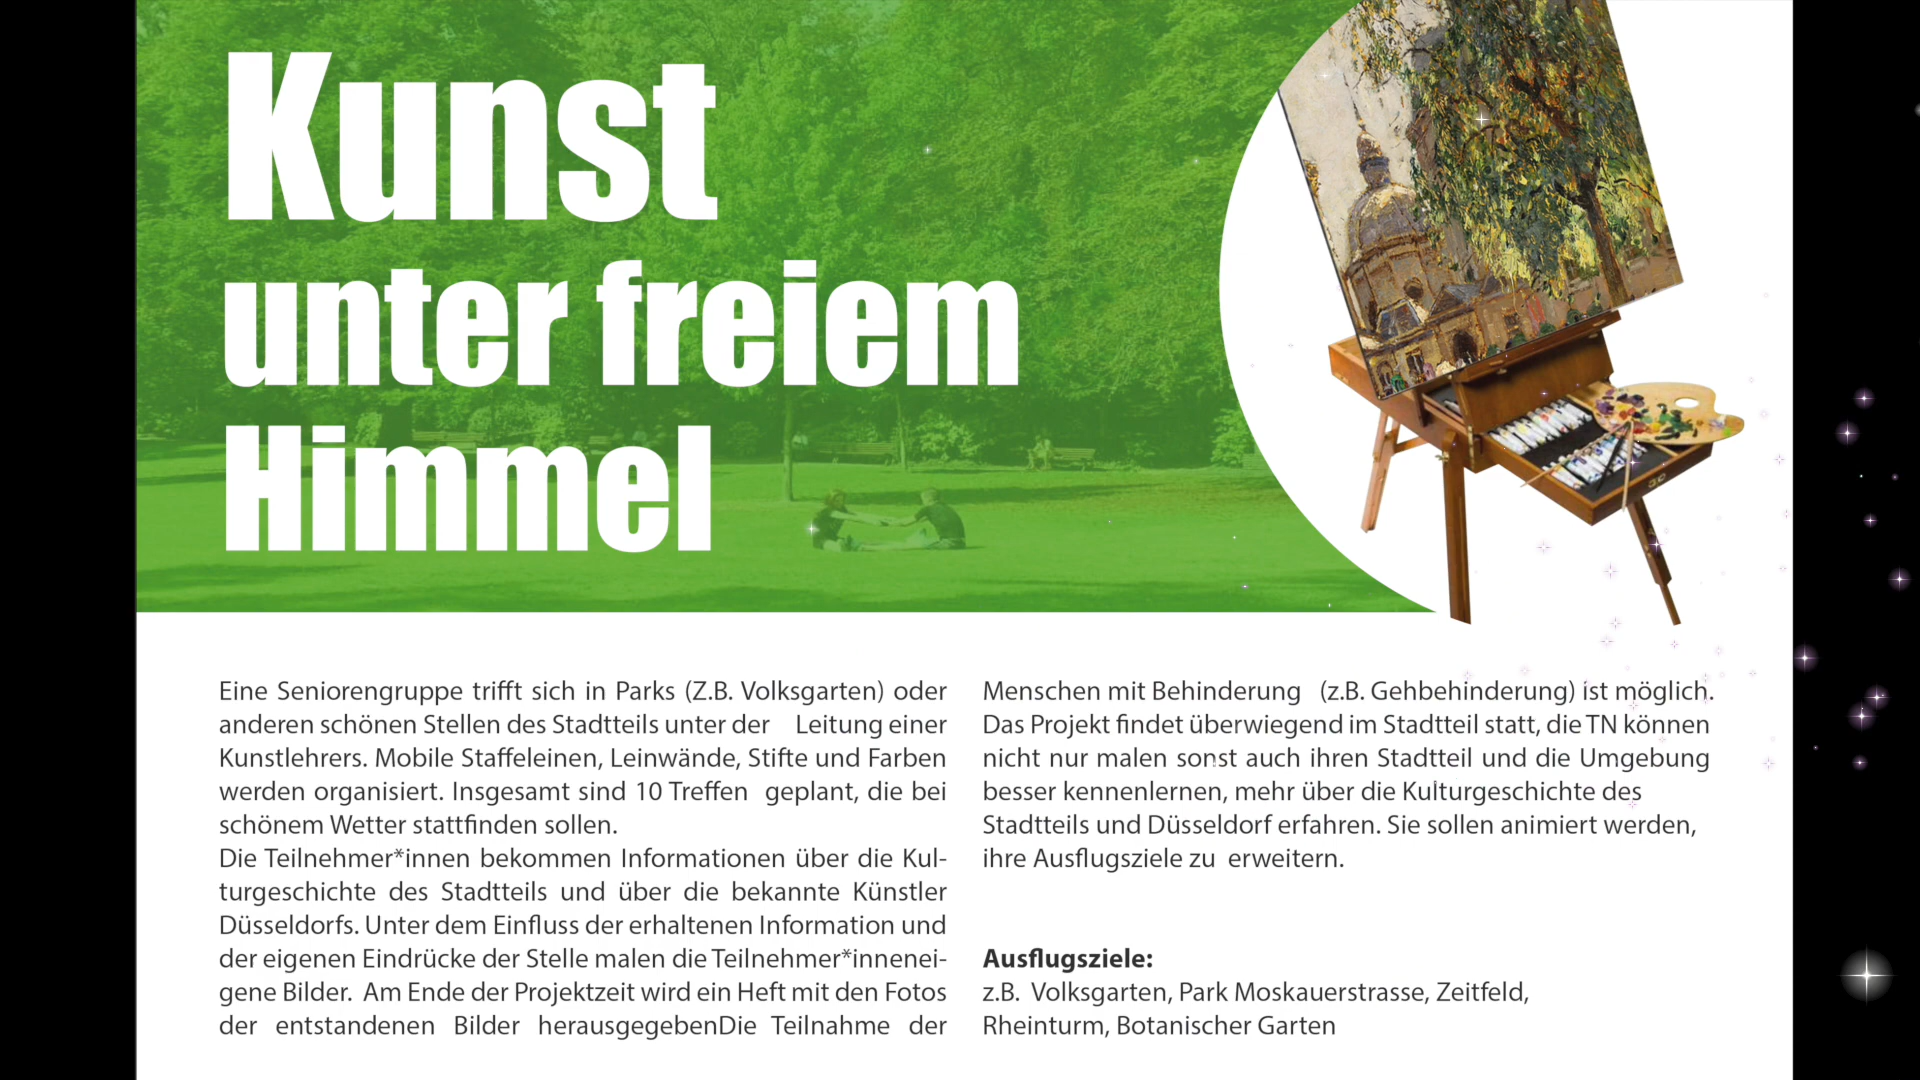 Kunst
unter freiem
Himmel
Eine Seniorengruppe trifft sich in Parks (Z.B. Volksgarten) oder
anderen schönen Stellen des Stadtteils unter der Leitung einer
Kunstlehrers. Mobile Staffeleinen, Leinwände, Stifte und Farben
werden organisiert. Insgesamt sind 10 Treffen geplant, die bei
schönem Wetter stattfinden sollen.
Die Teilnehmer*innen bekommen Informationen über die Kul-
turgeschichte des Stadtteils und über die bekannte Künstler
Düsseldorfs. Unter dem Einfluss der erhaltenen Information und
der eigenen Eindrücke der Stelle malen die Teilnehmer*innenei-
gene Bilder. Am Ende der Projektzeit wird ein Heft mit den Fotos
der entstandenen Bilder herausgegebenDie Teilnahme der
Menschen mit Behinderung (z.B. Gehbehinderung) ist möglich.
Das Projekt findet überwiegend im Stadtteil statt, die TN können
nicht nur malen sonst auch ihren Stadtteil und die Umgebung
besser kennenlernen, mehr über die Kulturgeschichte des
Stadtteils und Düsseldorf erfahren. Sie sollen animiert werden,
ihre Ausflugsziele zu erweitern.
Ausflugsziele:
z.B. Volksgarten, Park Moskauerstrasse, Zeitfeld,
Rheinturm, Botanischer Garten